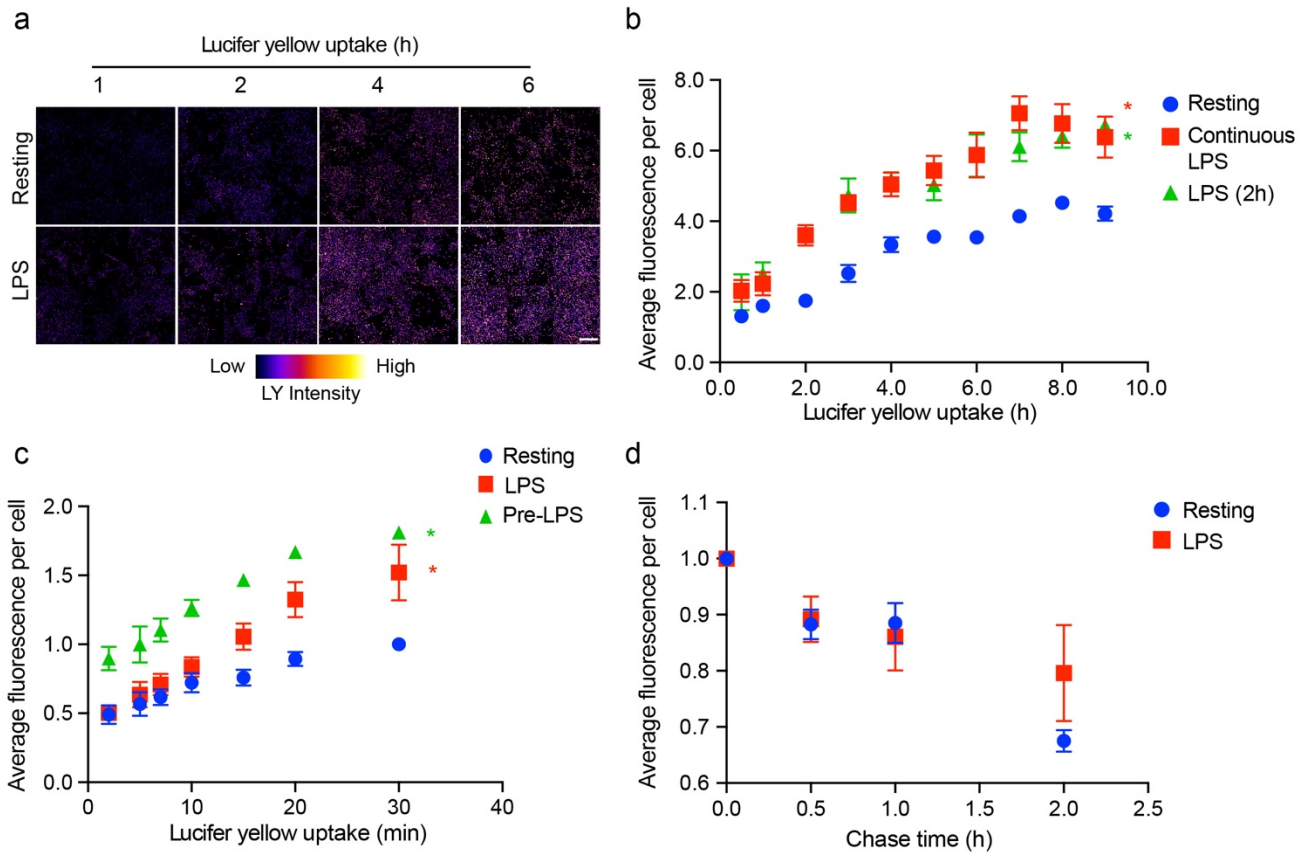 a
Lucifer yellow uptake (h)
1 2 4 6
Resting
LPS
Low High
LY Intensity
b
Average fluorescence per cell
8.0
6.0
4.0
2.0
0.0
0.0 2.0 4.0 6.0 8.0 10.0
Lucifer yellow uptake (h)
*
*
Resting
Continuous
LPS
LPS (2h)
c
Average fluorescence per cell
2.0
1.5
1.0
0.5
0.0
0 10 20 30 40
Lucifer yellow uptake (min)
*
*
Resting
LPS
Pre-LPS
d
Average fluorescence per cell
1.1
1.0
0.9
0.8
0.7
0.6
0.0 0.5 1.0 1.5 2.0 2.5
Chase time (h)
Resting
LPS